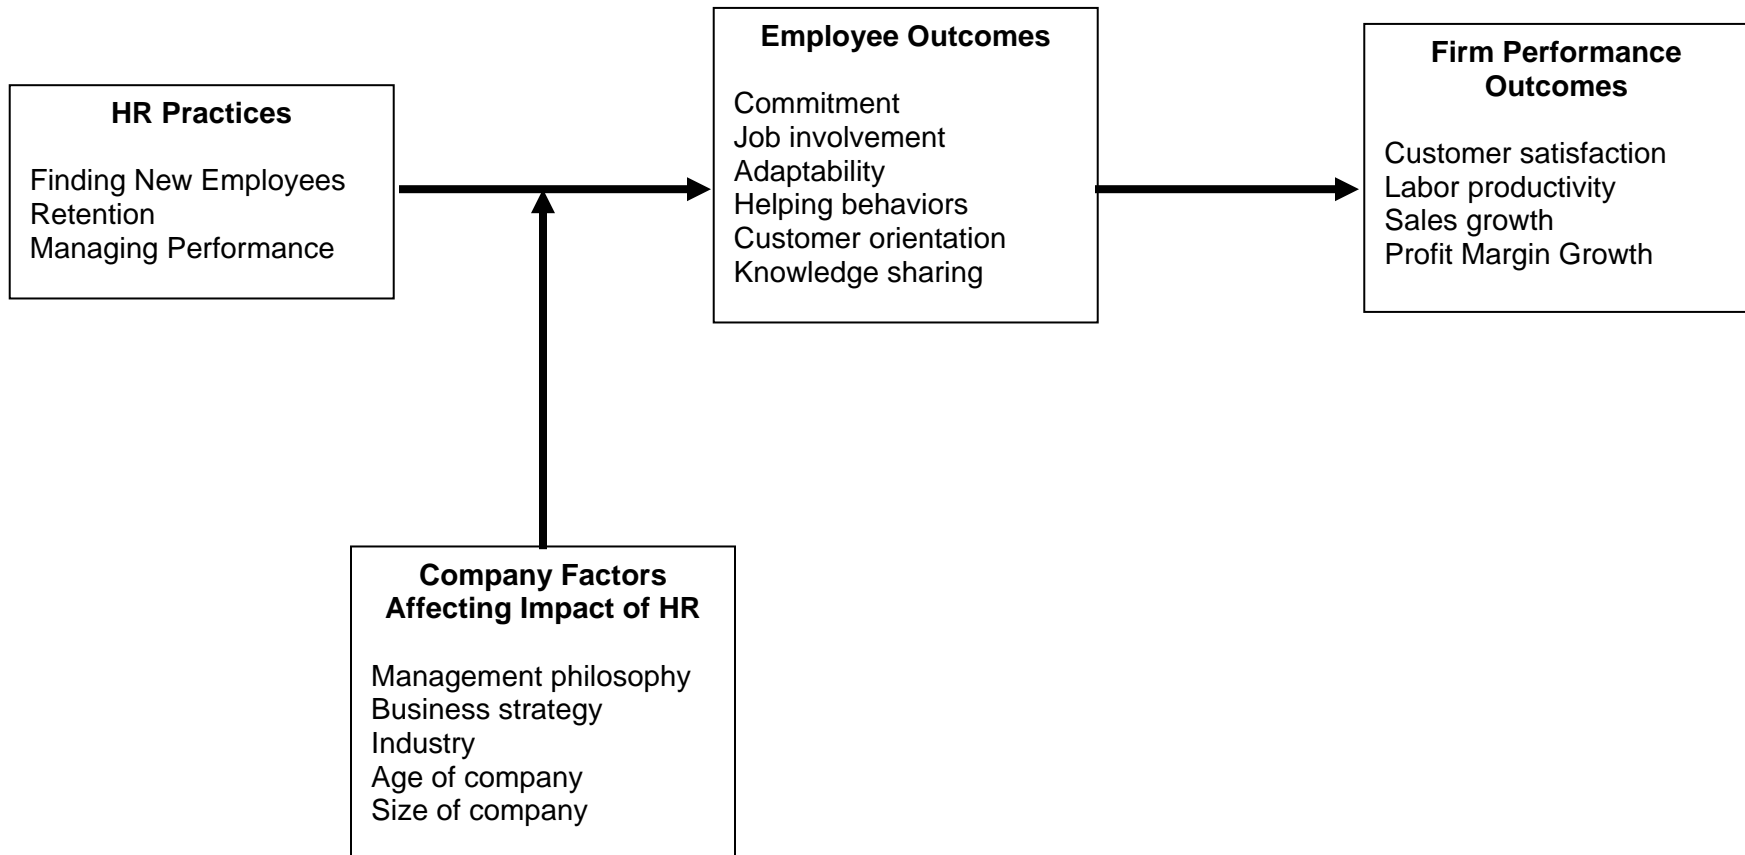 HR Practices
Finding New Employees
Retention
Managing Performance
Employee Outcomes
Commitment
Job involvement
Adaptability
Helping behaviors
Customer orientation
Knowledge sharing
Firm Performance
Outcomes
Customer satisfaction
Labor productivity
Sales growth
Profit Margin Growth
Company Factors
Affecting Impact of HR
Management philosophy
Business strategy
Industry
Age of company
Size of company